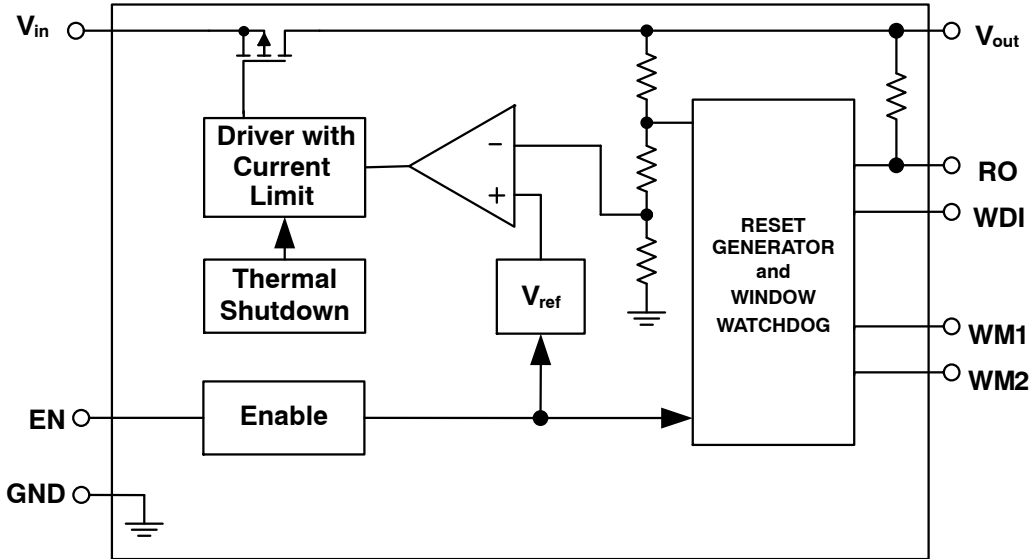 Vin
Vout
Driver with
Current
Limit
−
+
RO
WDI
RESET
GENERATOR
and
WINDOW
WATCHDOG
Thermal
Shutdown
Vref
WM1
WM2
EN
Enable
GND